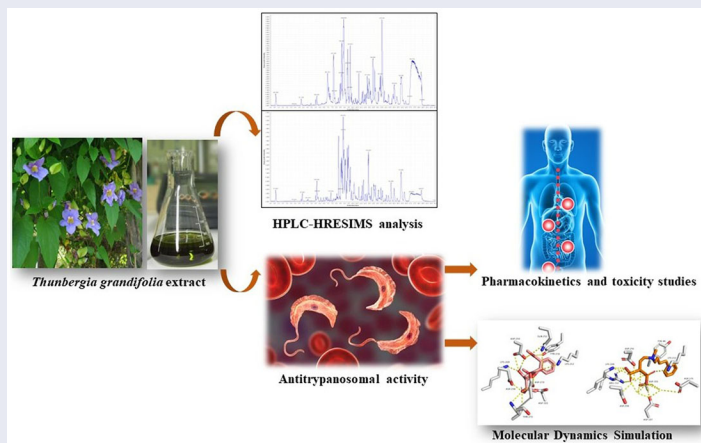 HPLC-HRESIMS analysis
Thunbergia grandifolia extract
Pharmacokinetics and toxicity studies
Antitrypanosomal activity
Molecular Dynamics Simulation